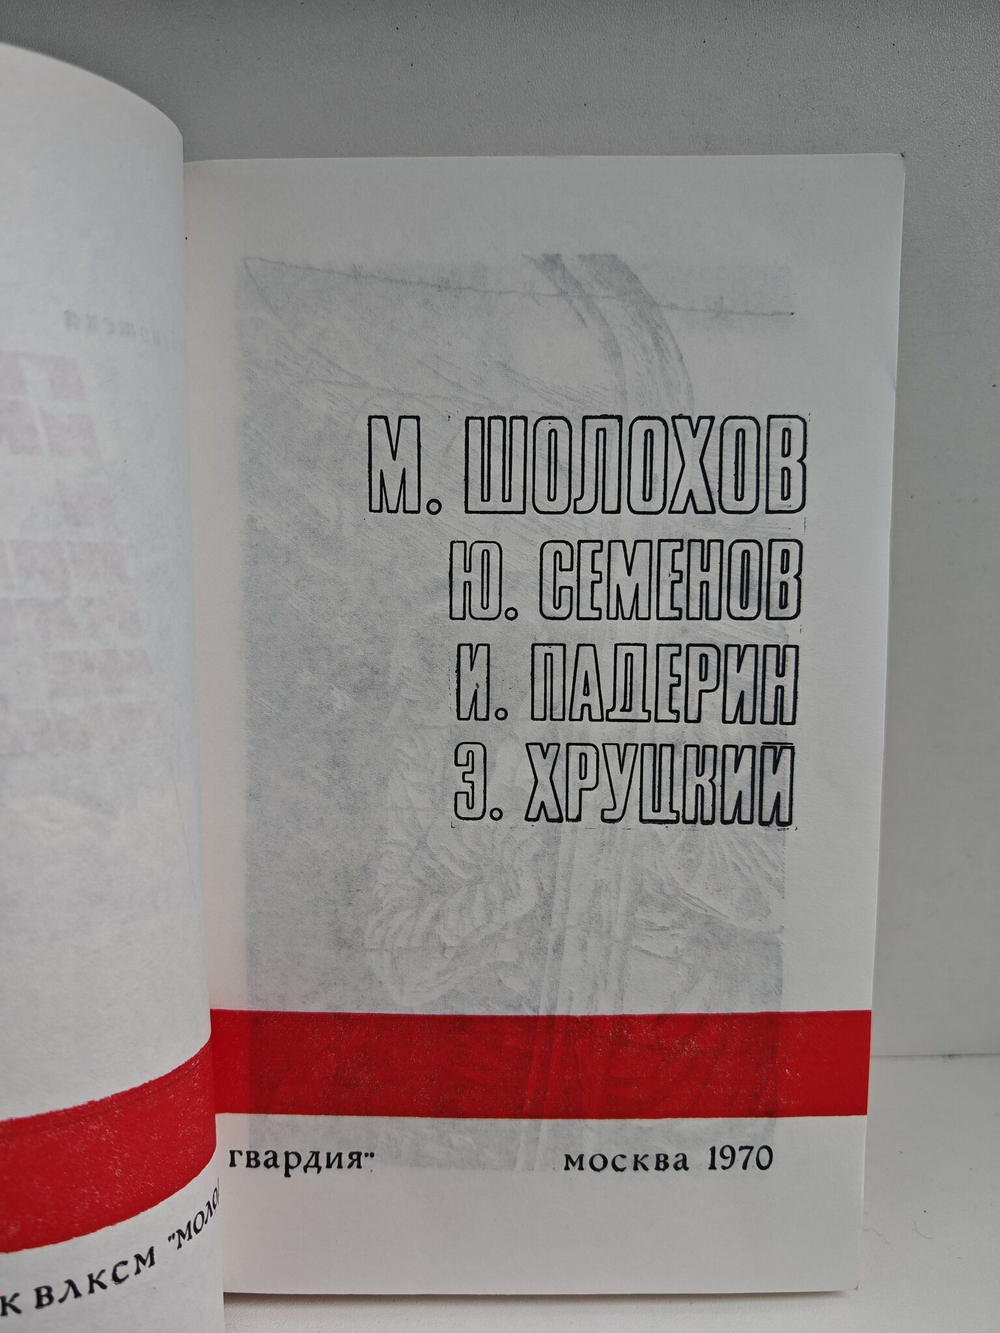 М. ШОЛОХОВ
Ю. СЕМЕНОВ
И. ПАДЕРИН
Э. ХРУЦКИЙ
гвардия" москва 1970
К ВЛКСМ "МОЛО